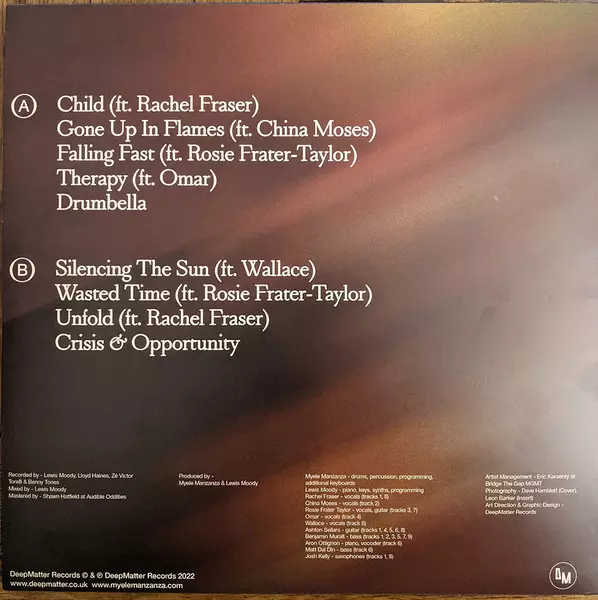 A
Child (ft. Rachel Fraser)
Gone Up In Flames (ft. China Moses)
Falling Fast (ft. Rosie Frater-Taylor)
Therapy (ft. Omar)
Drumbella
B
Silencing The Sun (ft. Wallace)
Wasted Time (ft. Rosie Frater-Taylor)
Unfold (ft. Rachel Fraser)
Crisis & Opportunity
Recorded by - Lewis Moody, Lloyd Haines, Zé Victor
Torelli & Benny Tones
Mixed by - Lewis Moody
Mastered by - Shawn Hatfield at Audible Oddities
Produced by -
Myele Manzanza & Lewis Moody
Myele Manzanza - drums, percussion, programming,
additional keyboards
Lewis Moody - piano, keys, synths, programming
Rachel Fraser - vocals (tracks 1, 8)
China Moses - vocals (track 2)
Rosie Frater Taylor - vocals, guitar (tracks 3, 7)
Omar - vocals (track 4)
Wallace - vocals (track 6)
Ashton Sellars - guitar (tracks 1, 4, 5, 6, 8)
Benjamin Muralt - bass (tracks 1, 2, 3, 5, 7, 9)
Aron Ottignon - piano, vocoder (track 6)
Matt Dal Din - bass (track 6)
Josh Kelly - saxophones (tracks 1, 8)
Artist Management - Eric Karsenty at
Bridge The Gap MGMT
Photography - Dave Hamblett (Cover),
Leon Barker (Insert)
Art Direction & Graphic Design -
DeepMatter Records
DeepMatter Records © & ℗ DeepMatter Records 2022
www.deepmatter.co.uk www.myelemanzanza.com
DM